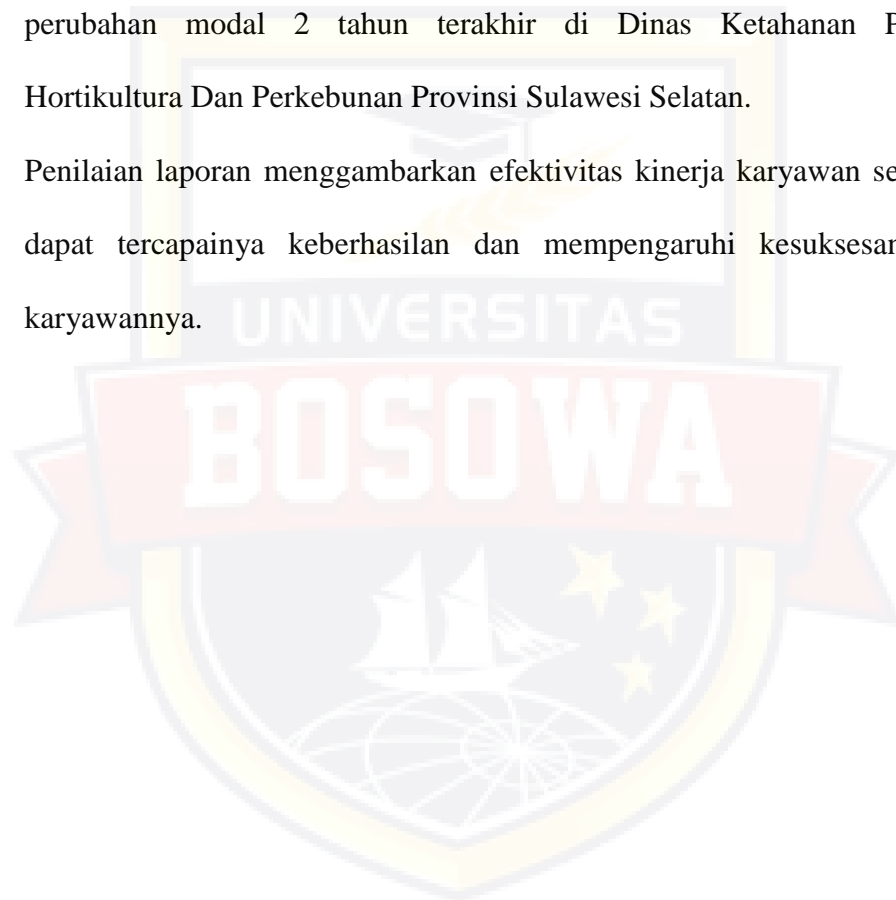 perubahan modal 2 tahun terakhir di Dinas Ketahanan
Hortikultura Dan Perkebunan Provinsi Sulawesi Selatan.
Penilaian laporan menggambarkan efektivitas kinerja karyawan
dapat tercapainya keberhasilan dan mempengaruhi
karyawannya.
UNIVERSITAS
BOSOWA